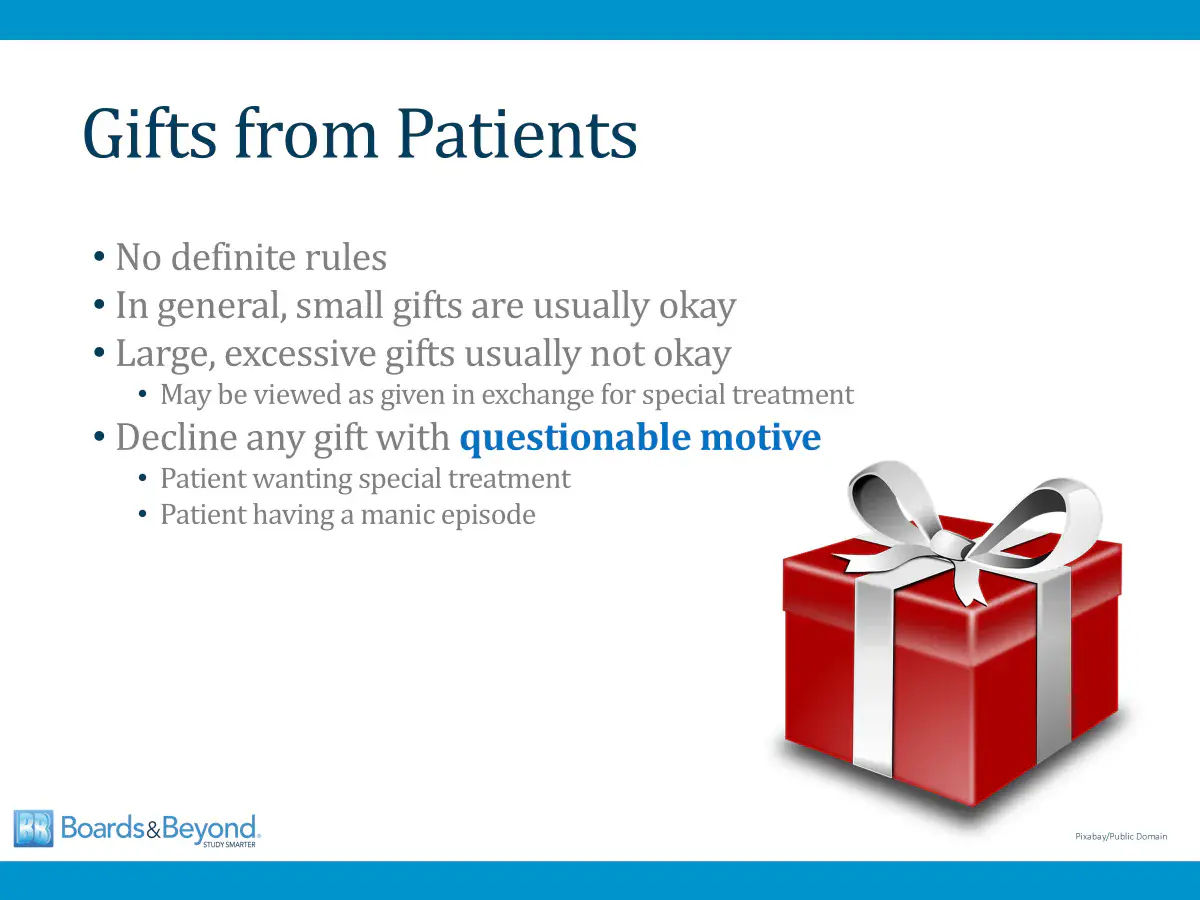 Gifts from Patients
• No definite rules
• In general, small gifts are usually okay
• Large, excessive gifts usually not okay
• May be viewed as given in exchange for special treatment
• Decline any gift with questionable motive
• Patient wanting special treatment
• Patient having a manic episode
BB Boards&Beyond®
STUDY SMARTER
Pixabay/Public Domain